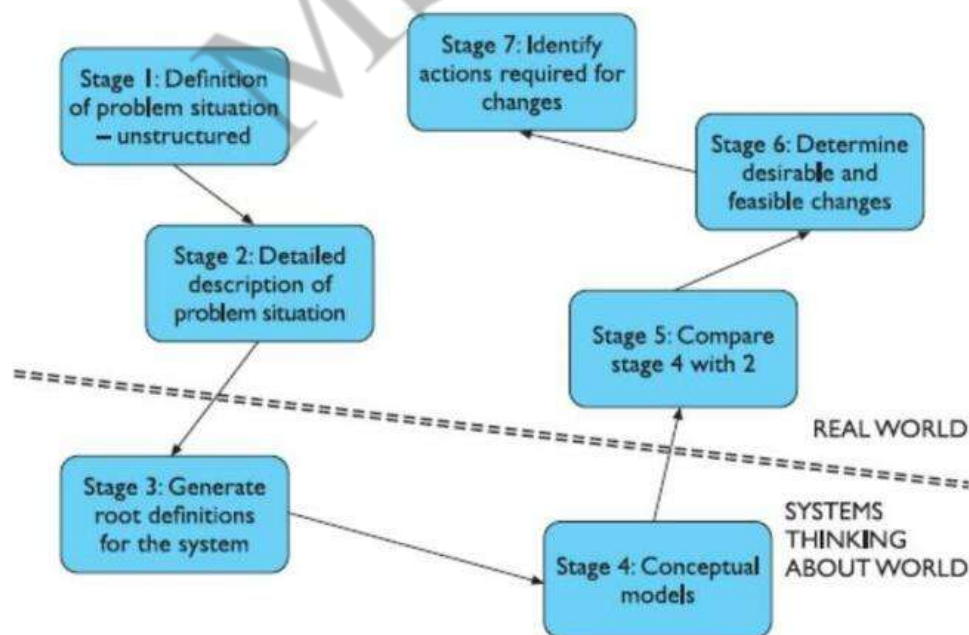 Stage 1: Definition
of problem situation
– unstructured
Stage 2: Detailed
description of
problem situation
Stage 3: Generate
root definitions
for the system
Stage 4: Conceptual
models
Stage 5: Compare
stage 4 with 2
Stage 6: Determine
desirable and
feasible changes
Stage 7: Identify
actions required for
changes
REAL WORLD
SYSTEMS
THINKING
ABOUT WORLD